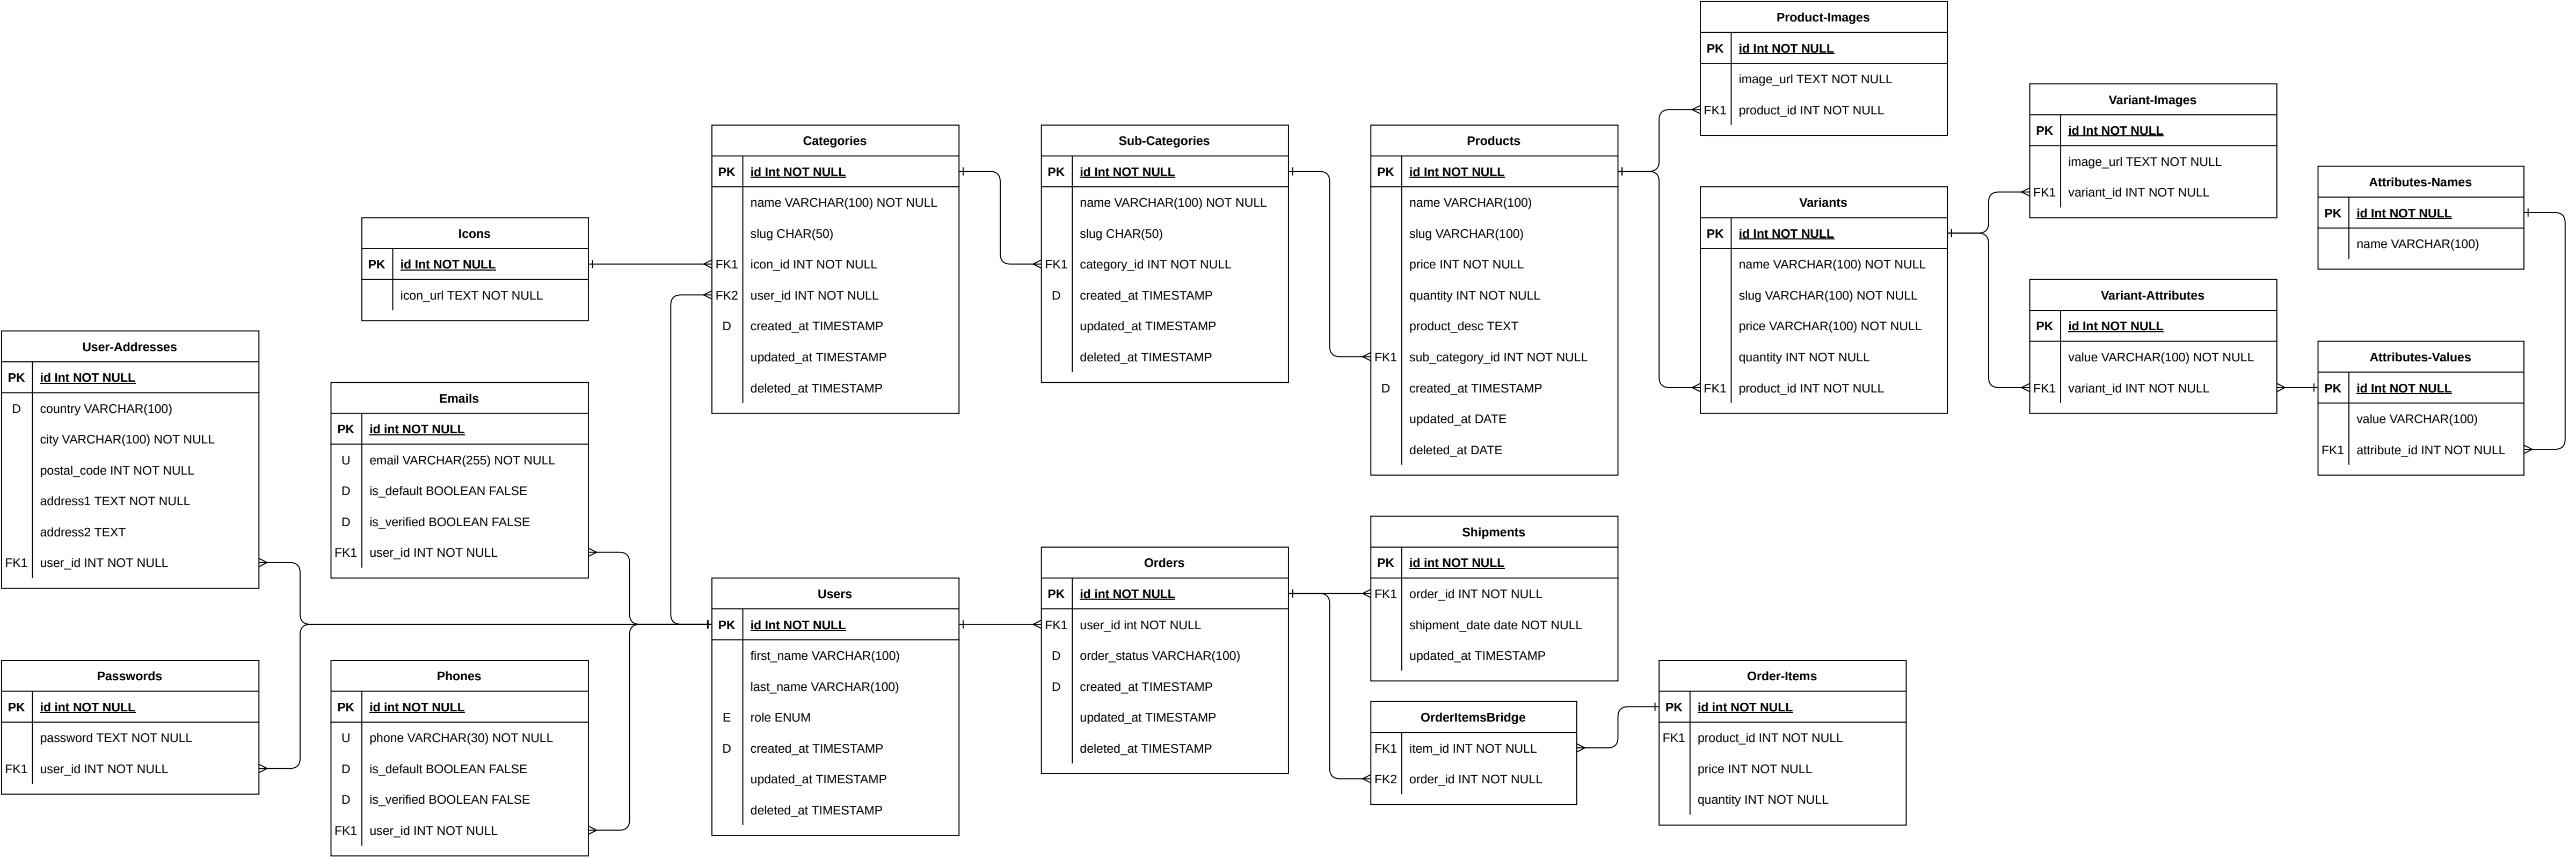 Product-Images
PK id Int NOT NULL
image_url TEXT NOT NULL
FK1 product_id INT NOT NULL
Variant-Images
PK id Int NOT NULL
image_url TEXT NOT NULL
FK1 variant_id INT NOT NULL
Categories
PK id Int NOT NULL
name VARCHAR(100) NOT NULL
slug CHAR(50)
FK1 icon_id INT NOT NULL
FK2 user_id INT NOT NULL
D created_at TIMESTAMP
updated_at TIMESTAMP
deleted_at TIMESTAMP
Sub-Categories
PK id Int NOT NULL
name VARCHAR(100) NOT NULL
slug CHAR(50)
FK1 category_id INT NOT NULL
D created_at TIMESTAMP
updated_at TIMESTAMP
deleted_at TIMESTAMP
Products
PK id Int NOT NULL
name VARCHAR(100)
slug VARCHAR(100)
price INT NOT NULL
quantity INT NOT NULL
product_desc TEXT
FK1 sub_category_id INT NOT NULL
D created_at TIMESTAMP
updated_at DATE
deleted_at DATE
Attributes-Names
PK id Int NOT NULL
name VARCHAR(100)
Variants
PK id Int NOT NULL
name VARCHAR(100) NOT NULL
slug VARCHAR(100) NOT NULL
price VARCHAR(100) NOT NULL
quantity INT NOT NULL
FK1 product_id INT NOT NULL
Icons
PK id Int NOT NULL
icon_url TEXT NOT NULL
Variant-Attributes
PK id Int NOT NULL
value VARCHAR(100) NOT NULL
FK1 variant_id INT NOT NULL
User-Addresses
PK id Int NOT NULL
D country VARCHAR(100)
city VARCHAR(100) NOT NULL
postal_code INT NOT NULL
address1 TEXT NOT NULL
address2 TEXT
FK1 user_id INT NOT NULL
Attributes-Values
PK id Int NOT NULL
value VARCHAR(100)
FK1 attribute_id INT NOT NULL
Emails
PK id int NOT NULL
U email VARCHAR(255) NOT NULL
D is_default BOOLEAN FALSE
D is_verified BOOLEAN FALSE
FK1 user_id INT NOT NULL
Shipments
PK id int NOT NULL
FK1 order_id INT NOT NULL
shipment_date date NOT NULL
updated_at TIMESTAMP
Orders
PK id int NOT NULL
FK1 user_id int NOT NULL
D order_status VARCHAR(100)
D created_at TIMESTAMP
updated_at TIMESTAMP
deleted_at TIMESTAMP
Users
PK id Int NOT NULL
first_name VARCHAR(100)
last_name VARCHAR(100)
E role ENUM
D created_at TIMESTAMP
updated_at TIMESTAMP
deleted_at TIMESTAMP
Passwords
PK id int NOT NULL
password TEXT NOT NULL
FK1 user_id INT NOT NULL
Phones
PK id int NOT NULL
U phone VARCHAR(30) NOT NULL
D is_default BOOLEAN FALSE
D is_verified BOOLEAN FALSE
FK1 user_id INT NOT NULL
Order-Items
PK id int NOT NULL
FK1 product_id INT NOT NULL
price INT NOT NULL
quantity INT NOT NULL
OrderItemsBridge
FK1 item_id INT NOT NULL
FK2 order_id INT NOT NULL